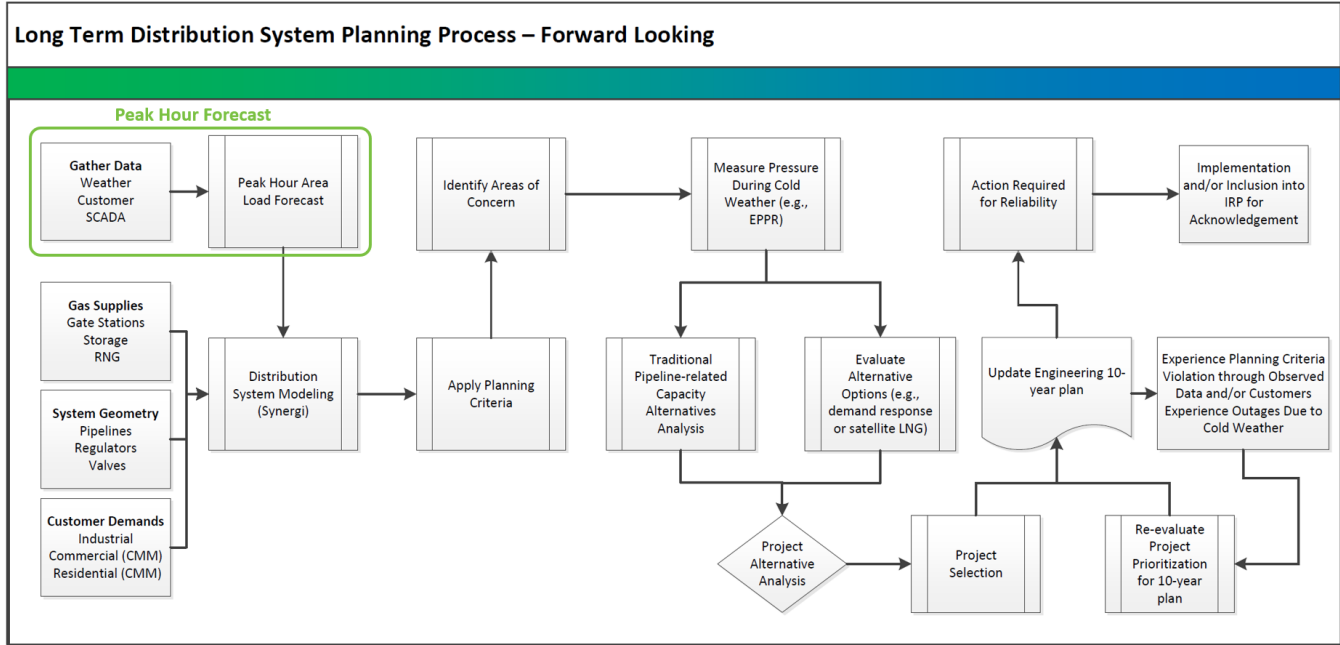 Long Term Distribution System Planning Process – Forward Looking
Peak Hour Forecast
Gather Data
Weather
Customer
SCADA
Peak Hour Area
Load Forecast
Identify Areas of
Concern
Measure Pressure
During Cold
Weather (e.g.,
EPPR)
Action Required
for Reliability
Implementation
and/or Inclusion into
IRP for
Acknowledgement
Gas Supplies
Gate Stations
Storage
RNG
System Geometry
Pipelines
Regulators
Valves
Customer Demands
Industrial
Commercial (CMM)
Residential (CMM)
Distribution
System Modeling
(Synergi)
Apply Planning
Criteria
Traditional
Pipeline-related
Capacity
Alternatives
Analysis
Evaluate
Alternative
Options (e.g.,
demand response
or satellite LNG)
Update Engineering 10-
year plan
Experience Planning Criteria
Violation through Observed
Data and/or Customers
Experience Outages Due to
Cold Weather
Project
Alternative
Analysis
Project
Selection
Re-evaluate
Project
Prioritization
for 10-year
plan